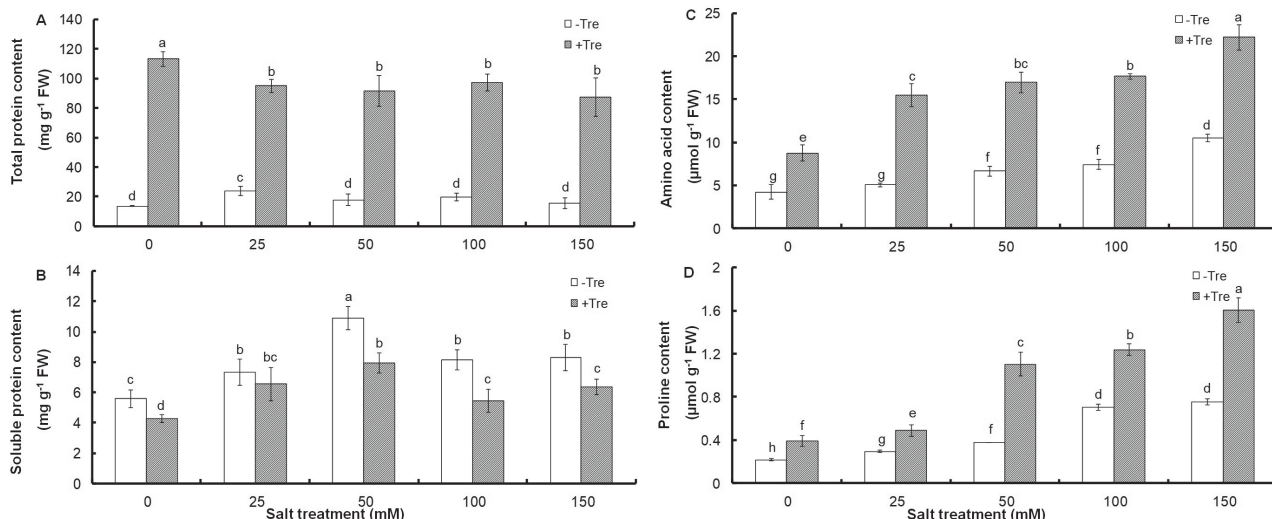 A
Total protein content
(mg g⁻¹ FW)
140
120
100
80
60
40
20
0
-Tre
+Tre
d
a
c
b
d
b
d
b
d
b
0
25
50
100
150
B
Soluble protein content
(mg g⁻¹ FW)
14
12
10
8
6
4
2
0
-Tre
+Tre
c
d
b
bc
a
b
b
c
b
c
0
25
50
100
150
Salt treatment (mM)
C
Amino acid content
(µmol g⁻¹ FW)
25
20
15
10
5
0
-Tre
+Tre
g
e
g
c
f
bc
f
b
d
a
0
25
50
100
150
D
Proline content
(µmol g⁻¹ FW)
2
1.6
1.2
0.8
0.4
0
-Tre
+Tre
h
f
g
e
f
c
d
b
d
a
0
25
50
100
150
Salt treatment (mM)